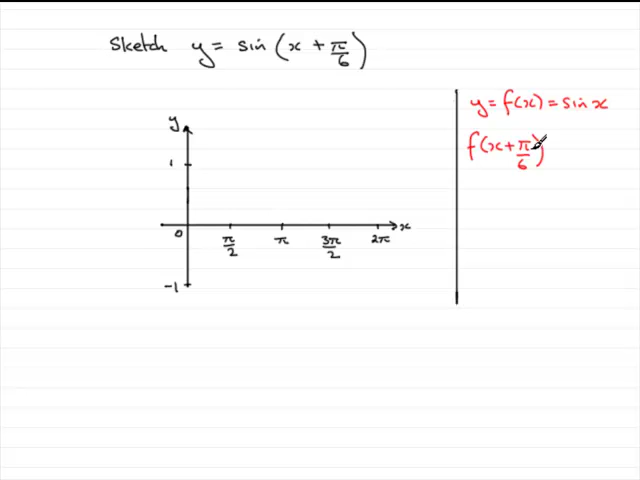 Sketch y = sin (x + π/6)
y = f(x) = sin x
f(x + π/6)
y
1
0 π/2 π 3π/2 2π x
-1